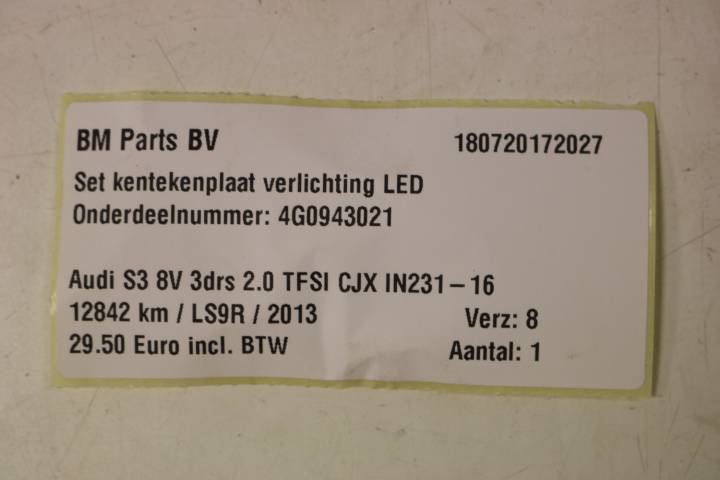 BM Parts BV 180720172027
Set kentekenplaat verlichting LED
Onderdeelnummer: 4G0943021
Audi S3 8V 3drs 2.0 TFSI CJX IN231-16
12842 km / LS9R / 2013 Verz: 8
29.50 Euro incl. BTW Aantal: 1